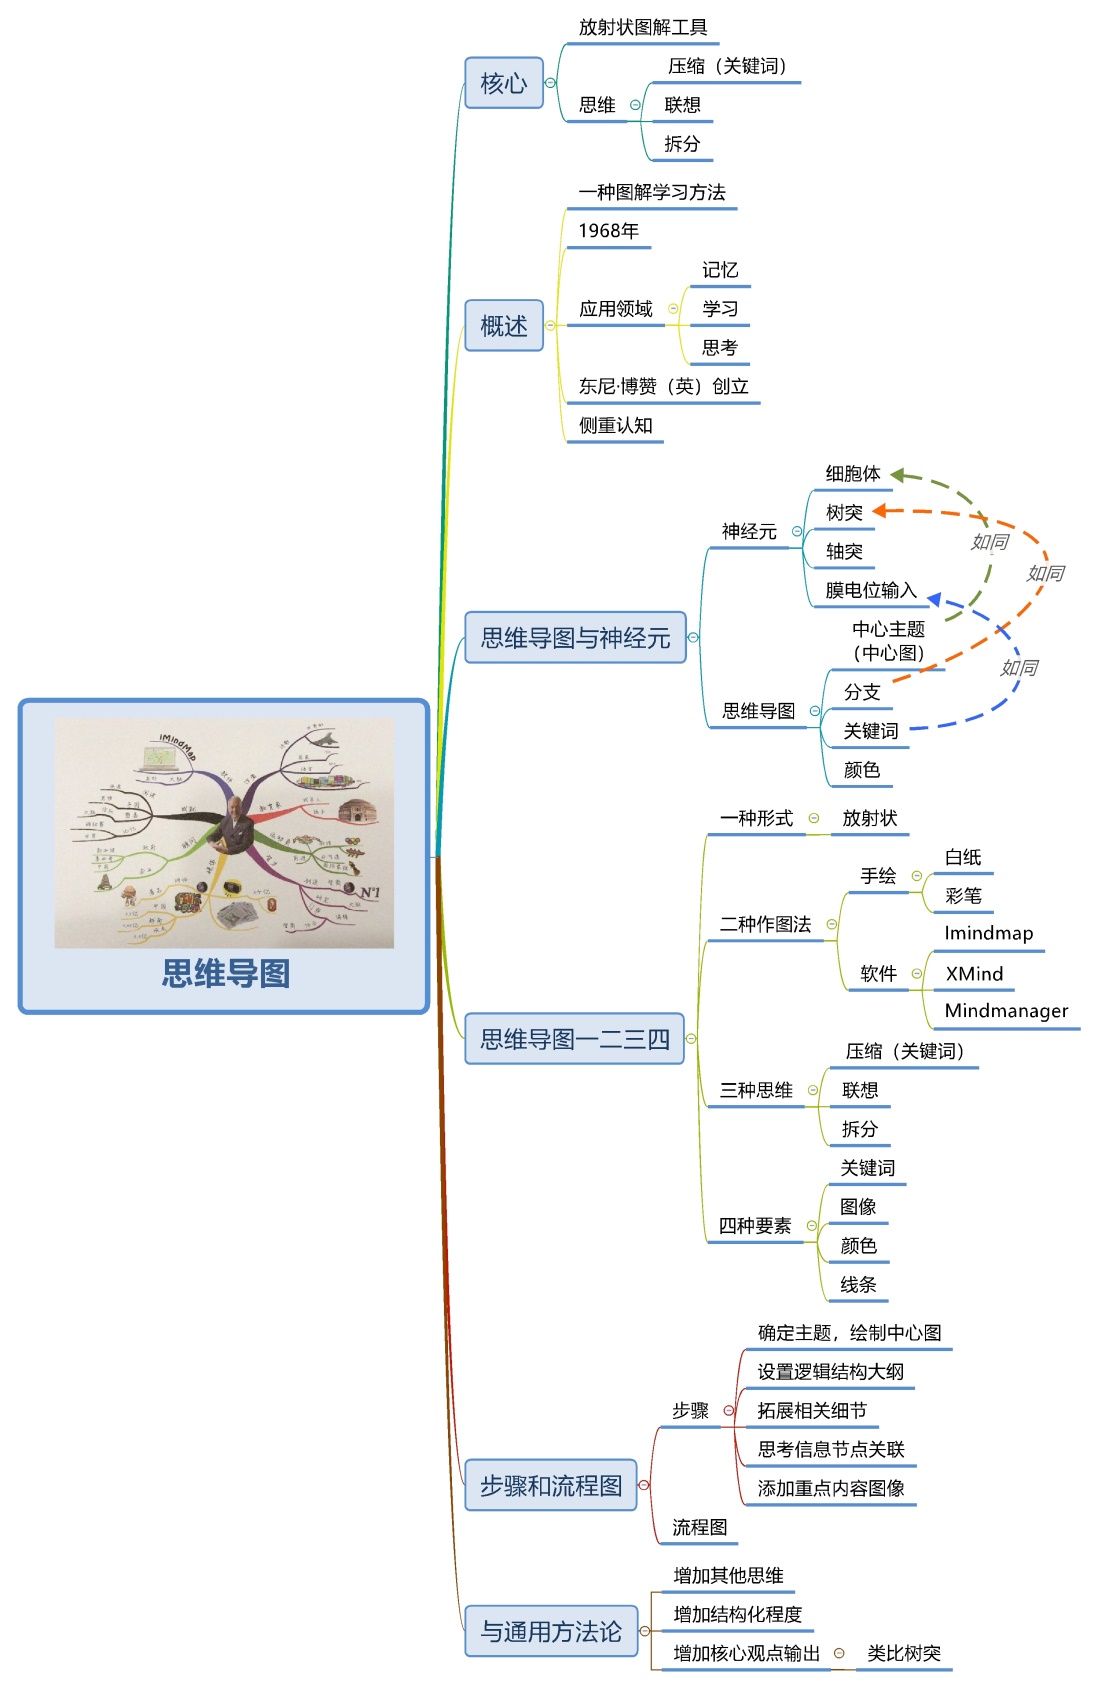 放射状图解工具
核心
压缩（关键词）
思维
联想
拆分
一种图解学习方法
1968年
记忆
概述
应用领域
学习
思考
东尼·博赞（英）创立
侧重认知
细胞体
树突
神经元
轴突
膜电位输入
如同
如同
如同
思维导图与神经元
中心主题
（中心图）
分支
思维导图
关键词
颜色
iMindMap
N°1
思维导图
一种形式
放射状
白纸
手绘
彩笔
二种作图法
Imindmap
软件
XMind
Mindmanager
思维导图一二三四
压缩（关键词）
三种思维
联想
拆分
关键词
图像
四种要素
颜色
线条
确定主题，绘制中心图
设置逻辑结构大纲
步骤
拓展相关细节
思考信息节点关联
步骤和流程图
添加重点内容图像
流程图
增加其他思维
与通用方法论
增加结构化程度
增加核心观点输出
类比树突